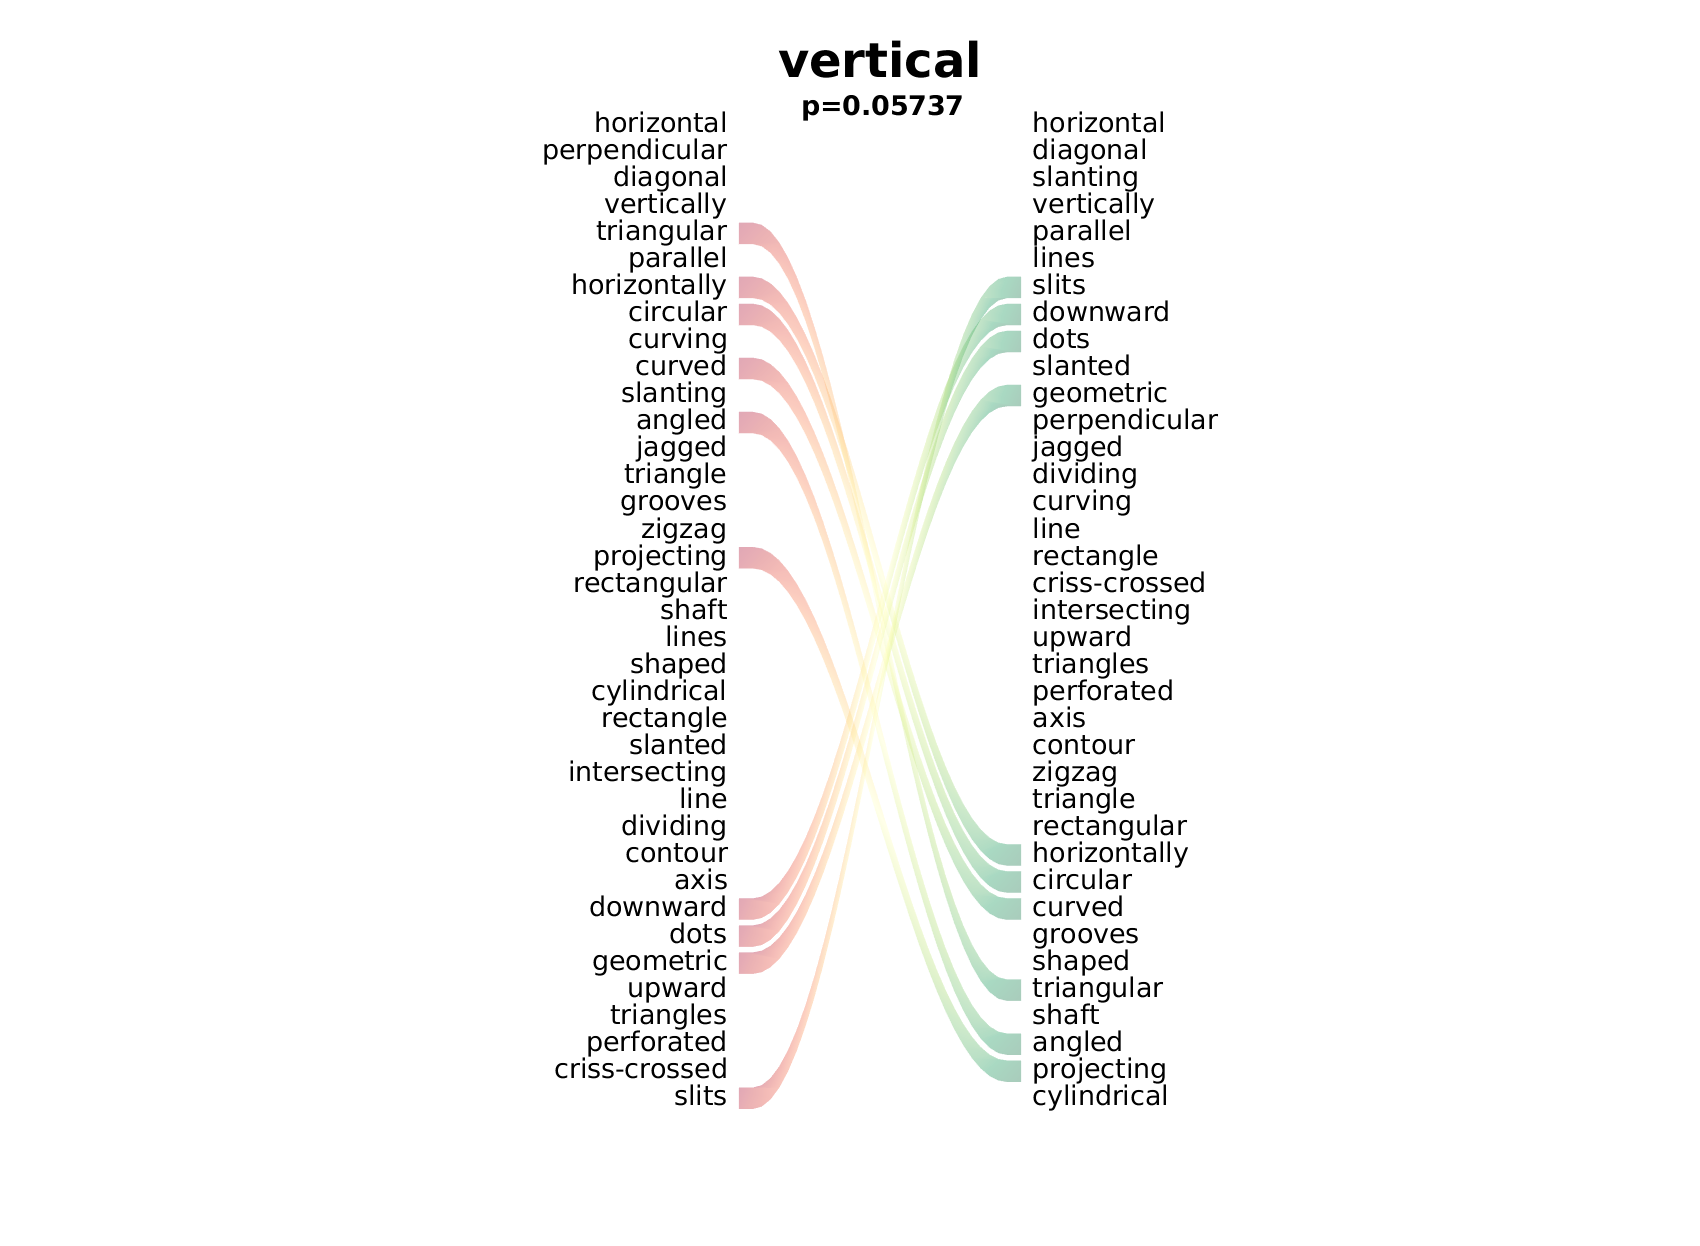 vertical
p=0.05737
horizontal
perpendicular
diagonal
vertically
triangular
parallel
horizontally
circular
curving
curved
slanting
angled
jagged
triangle
grooves
zigzag
projecting
rectangular
shaft
lines
shaped
cylindrical
rectangle
slanted
intersecting
line
dividing
contour
axis
downward
dots
geometric
upward
triangles
perforated
criss-crossed
slits
horizontal
diagonal
slanting
vertically
parallel
lines
slits
downward
dots
slanted
geometric
perpendicular
jagged
dividing
curving
line
rectangle
criss-crossed
intersecting
upward
triangles
perforated
axis
contour
zigzag
triangle
rectangular
horizontally
circular
curved
grooves
shaped
triangular
shaft
angled
projecting
cylindrical